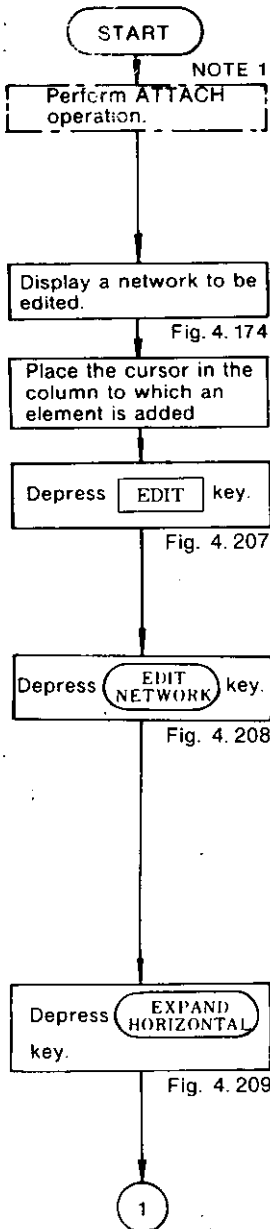 START
NOTE 1
Perform ATTACH
operation.
Display a network to be
edited.
Fig. 4. 174
Place the cursor in the
column to which an
element is added
Depress EDIT key.
Fig. 4. 207
Depress EDIT NETWORK key.
Fig. 4. 208
Depress EXPAND HORIZONTAL
key.
Fig. 4. 209
1